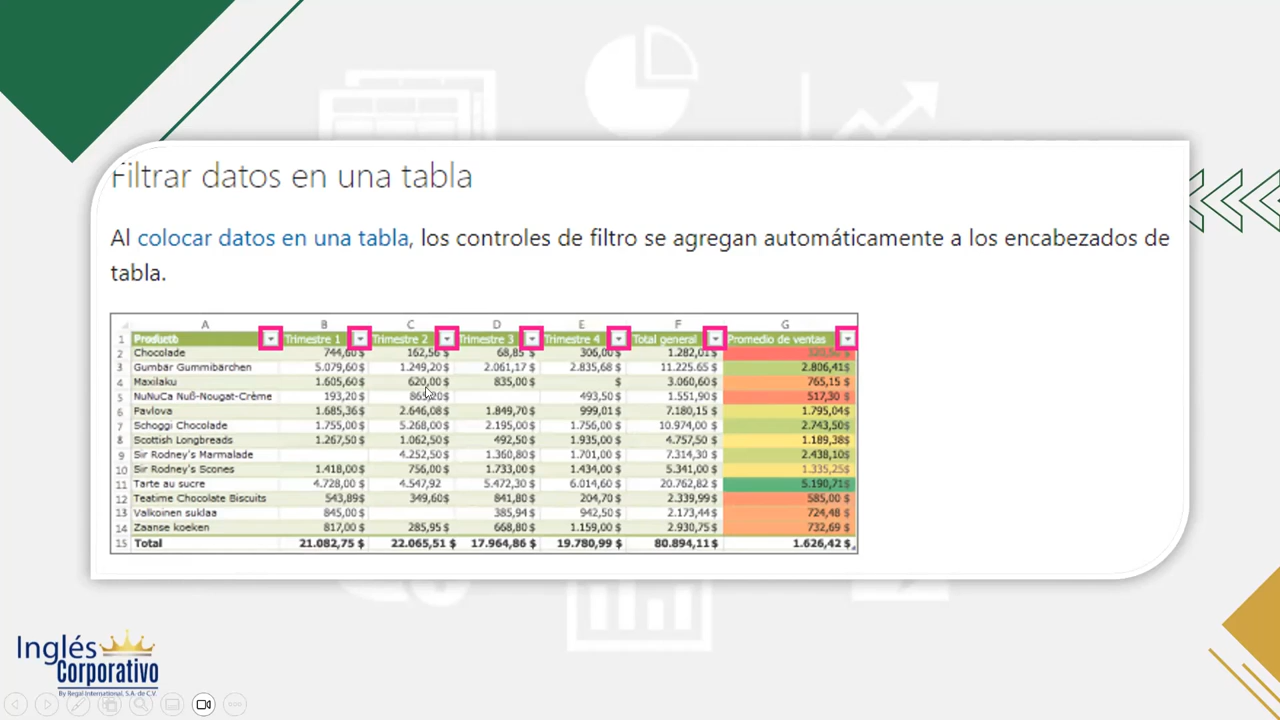 Filtrar datos en una tabla
Al colocar datos en una tabla, los controles de filtro se agregan automáticamente a los encabezados de
tabla.
A B C D E F G
1 Producto Trimestre 1 Trimestre 2 Trimestre 3 Trimestre 4 Total general Promedio de ventas
2 Chocolade 744,60$ 162,56$ 68,85 $ 306,00$ 1.282,01$
3 Gumbär Gummibärchen 5.079,60$ 1.249,20$ 2.061,17$ 2.835,68 $ 11.225.65$ 2.806,41$
4 Maxilaku 1.605,60$ 620,00$ 835,00$ $ 3.060,60$ 765,15 $
5 NuNuCa Nuß-Nougat-Crème 193,20 $ 865,20$ 493,50$ 1.551,90$ 517,30 $
6 Pavlova 1.685,36$ 2.646,08$ 1.849,70$ 999,01$ 7.180,15 $ 1.795,04$
7 Schoggi Chocolade 1.755,00$ 5.268,00$ 2.195,00$ 1.756,00$ 10.974,00$ 2.743,50$
8 Scottish Longbreads 1.267,50$ 1.062,50$ 492,50$ 1.935,00$ 4.757,50$ 1.189,38$
9 Sir Rodney's Marmalade 4.252,50$ 1.360,80$ 1.701,00$ 7.314,30$ 2.438,10$
10 Sir Rodney's Scones 1.418,00$ 756,00$ 1.733,00$ 1.434,00$ 5.341,00$ 1.335,25$
11 Tarte au sucre 4.728,00 $ 4.547,92 5.472,30$ 6.014,60$ 20.762,82 $ 5.190,71$
12 Teatime Chocolate Biscuits 543,89$ 349,60$ 841,80$ 204,70$ 2.339,99$ 585,00 $
13 Valkoinen suklaa 845,00$ 385,94$ 942,50$ 2.173,44$ 724,48 $
14 Zaanse koeken 817,00 $ 285,95$ 668,80$ 1.159,00$ 2.930,75$ 732,69 $
15 Total 21.082,75 $ 22.065,51 $ 17.964,86 $ 19.780,99 $ 80.894,11$ 1.626,42 $
Inglés
Corporativo
By Regal International, S.A. de C.V.